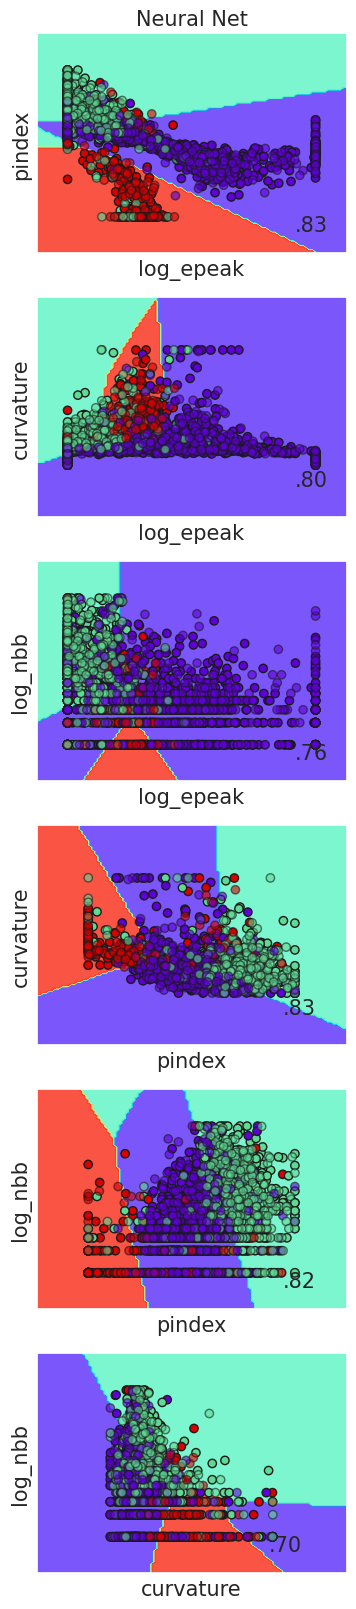 Neural Net
pindex
.83
log_epeak
curvature
.80
log_epeak
log_nbb
.76
log_epeak
curvature
.83
pindex
log_nbb
.82
pindex
log_nbb
.70
curvature